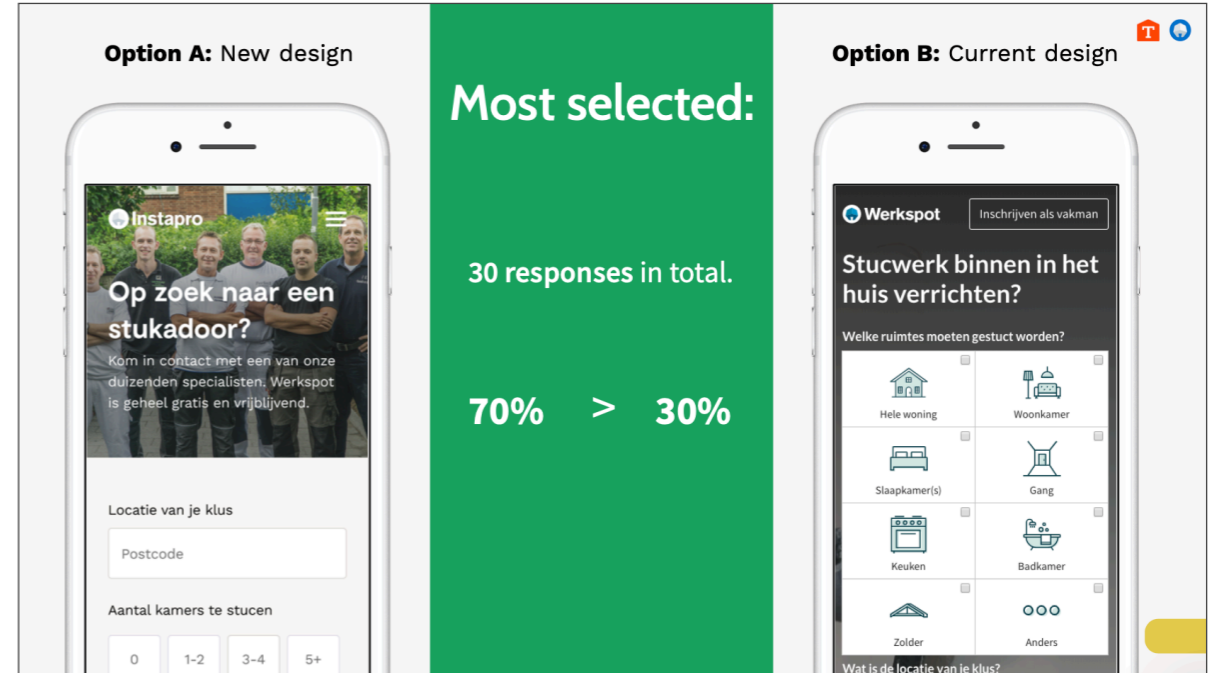 Option A: New design
Instapro
Op zoek naar een
stukadoor?
Kom in contact met een van onze
duizenden specialisten. Werkspot
is geheel gratis en vrijblijvend.
Locatie van je klus
Postcode
Aantal kamers te stucen
0 1-2 3-4 5+
Most selected:
30 responses in total.
70% > 30%
T
Option B: Current design
Werkspot
Inschrijven als vakman
Stucwerk binnen in het
huis verrichten?
Welke ruimtes moeten gestuct worden?
Hele woning Woonkamer
Slaapkamer(s) Gang
Keuken Badkamer
Zolder Anders
Wat is de locatie van je klus?